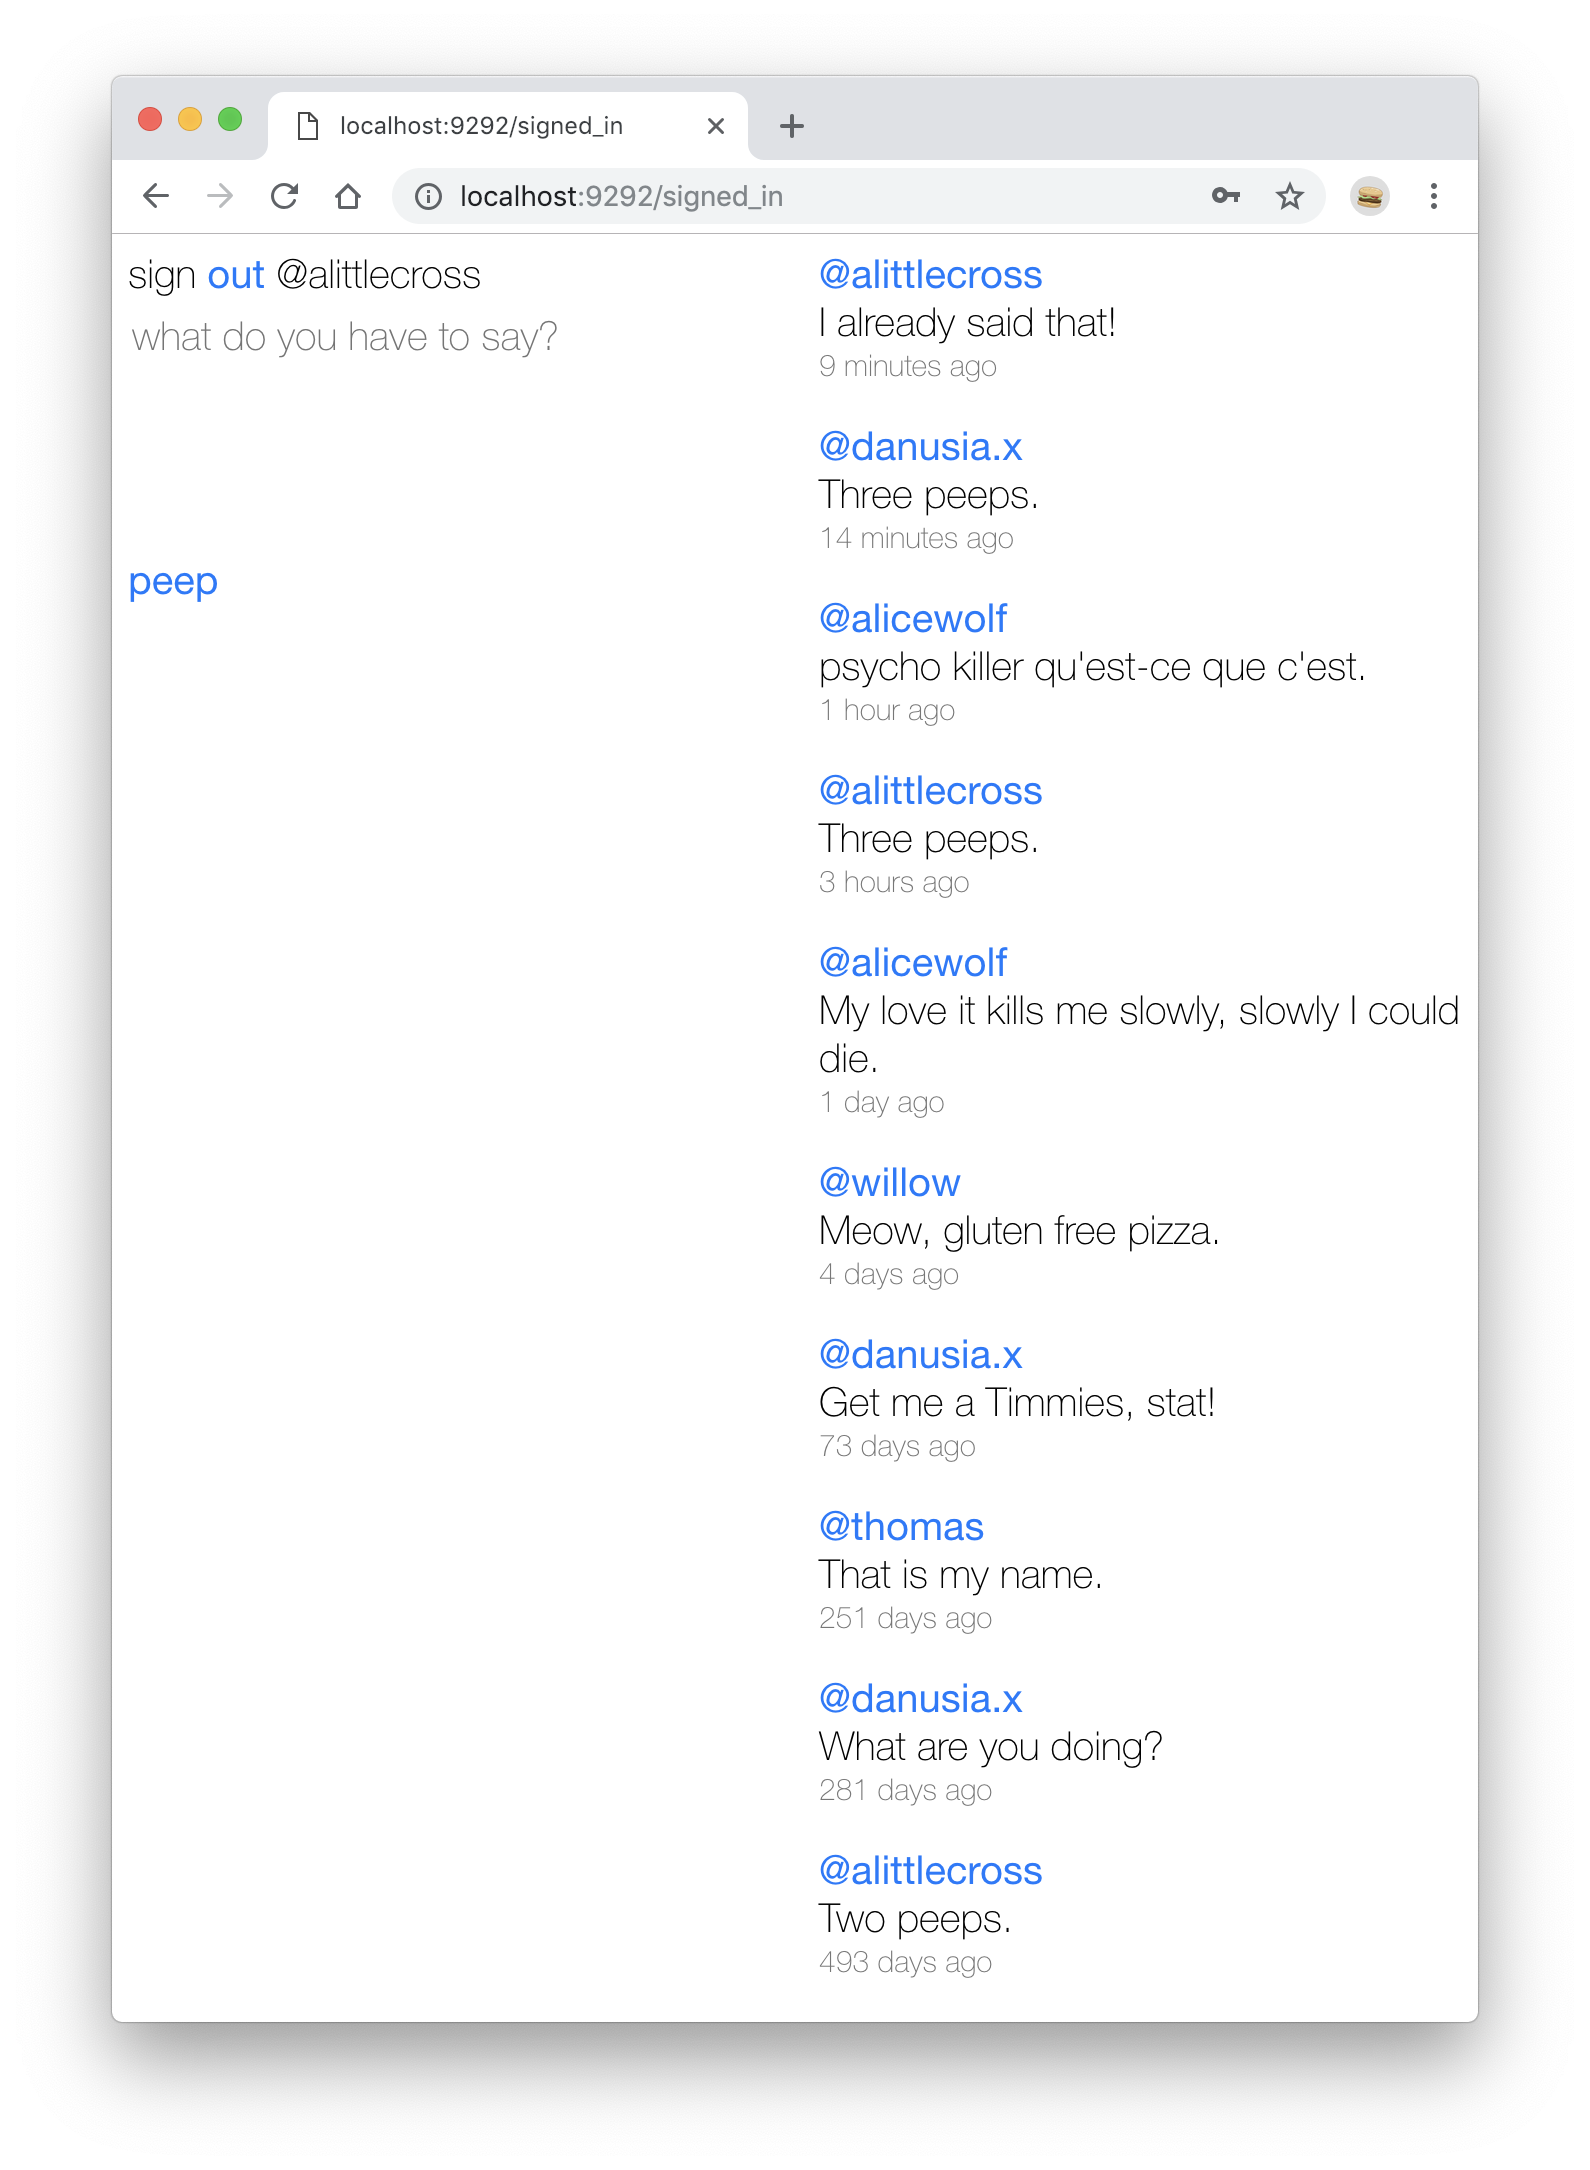 localhost:9292/signed_in
localhost:9292/signed_in
sign out @alittlecross
what do you have to say?
peep
@alittlecross
I already said that!
9 minutes ago
@danusia.x
Three peeps.
14 minutes ago
@alicewolf
psycho killer qu'est-ce que c'est.
1 hour ago
@alittlecross
Three peeps.
3 hours ago
@alicewolf
My love it kills me slowly, slowly I could
die.
1 day ago
@willow
Meow, gluten free pizza.
4 days ago
@danusia.x
Get me a Timmies, stat!
73 days ago
@thomas
That is my name.
251 days ago
@danusia.x
What are you doing?
281 days ago
@alittlecross
Two peeps.
493 days ago